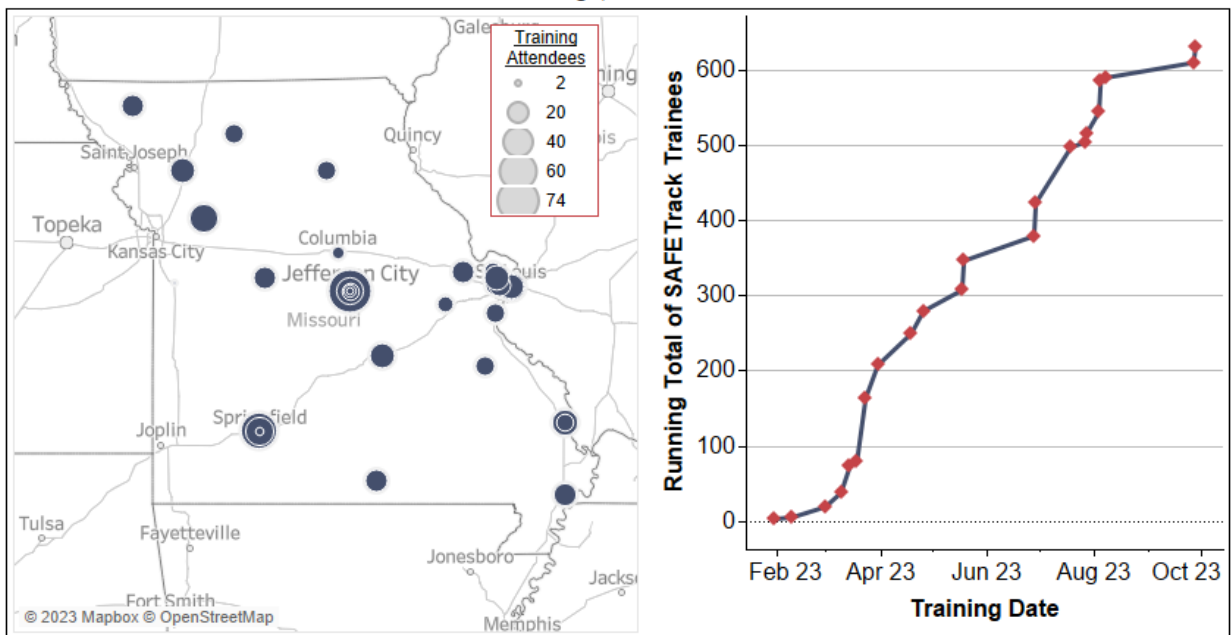 Galesburg
Training
Attendees
2
20
40
60
74
Quincy
Saint Joseph
Topeka
Kansas City
Columbia
Jefferson City
Missouri
Springfield
Joplin
Tulsa
Fayetteville
Jonesboro
Fort Smith
Memphis
© 2023 Mapbox © OpenStreetMap
Running Total of SAFETrack Trainees
600
500
400
300
200
100
0
Feb 23
Apr 23
Jun 23
Aug 23
Oct 23
Training Date